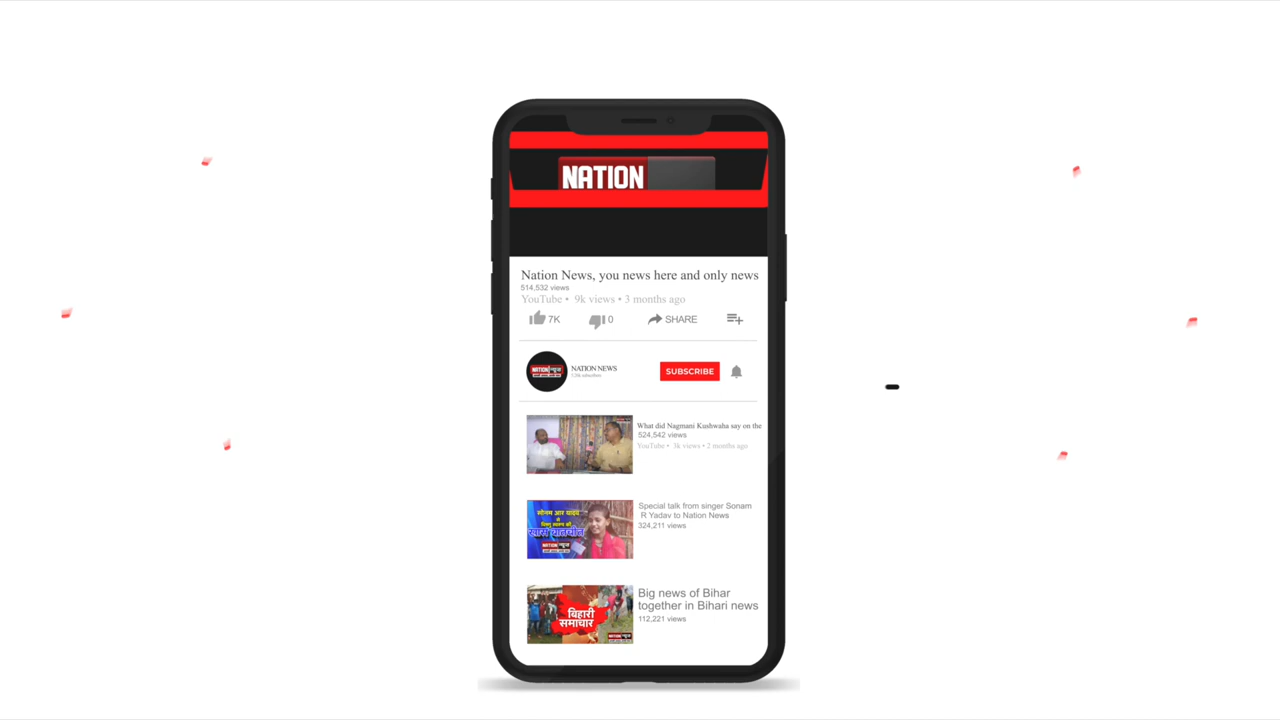 NATION
Nation News, you news here and only news
514,532 views
YouTube • 9k views • 3 months ago
7K
0
SHARE
NATION न्यूज
NATION NEWS
SUBSCRIBE
What did Nagmani Kushwaha say on the
524,542 views
YouTube • 3k views • 2 months ago
Special talk from singer Sonam
R Yadav to Nation News
324,211 views
सोनम आर यादव
से
विष्णु स्वरूप की
खास बातचीत
NATION न्यूज
Big news of Bihar
together in Bihari news
112,221 views
बिहारी
समाचार
NATION न्यूज